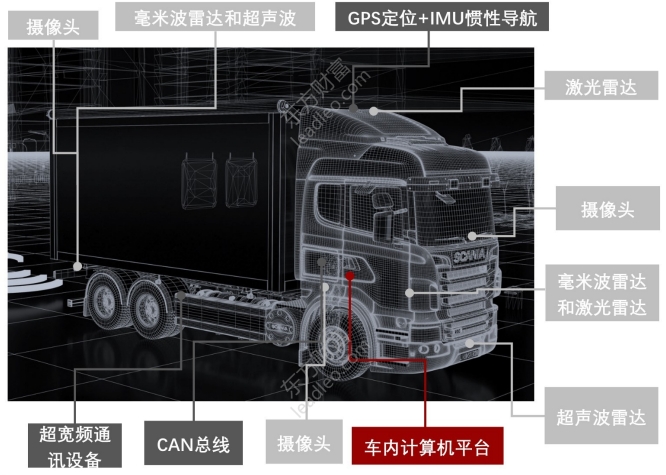 摄像头
毫米波雷达和超声波
GPS定位+IMU惯性导航
激光雷达
东方财富
leadleo.com
摄像头
SCANIA
毫米波雷达
和激光雷达
东方财富
leadleo.com
超声波雷达
超宽频通
讯设备
CAN总线
摄像头
车内计算机平台